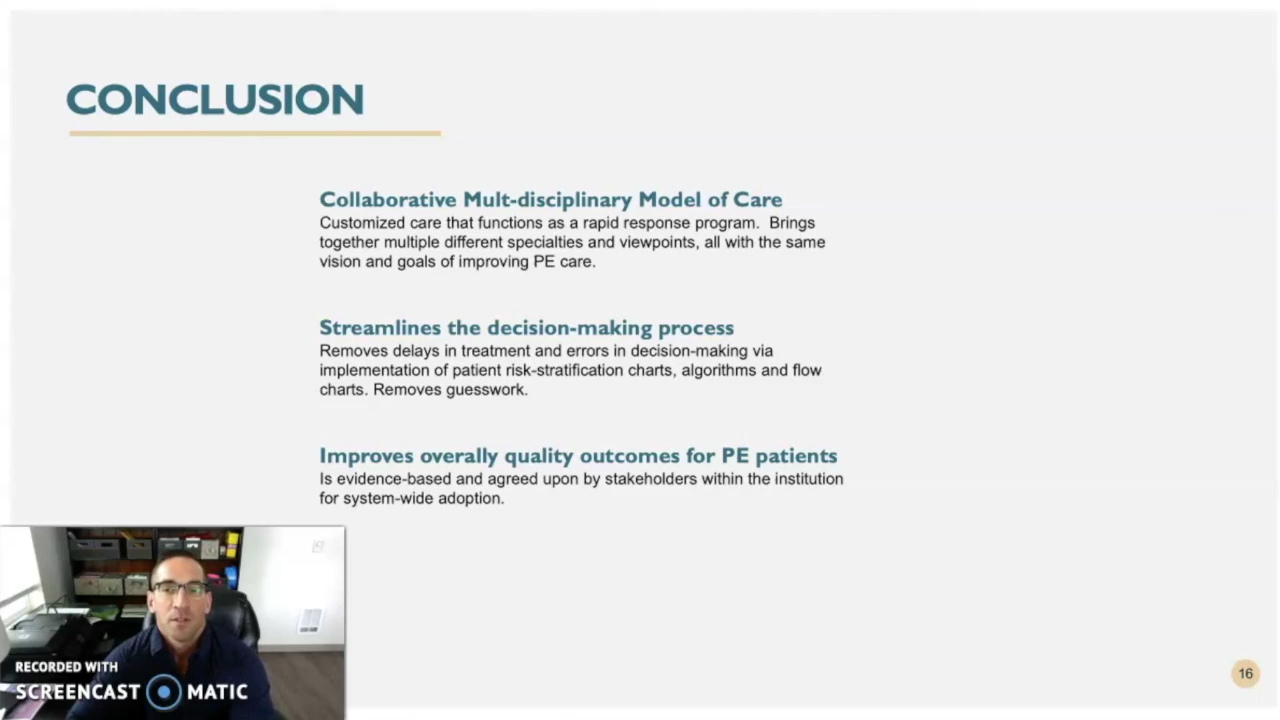 CONCLUSION
Collaborative Mult-disciplinary Model of Care
Customized care that functions as a rapid response program.  Brings
together multiple different specialties and viewpoints, all with the same
vision and goals of improving PE care.
Streamlines the decision-making process
Removes delays in treatment and errors in decision-making via
implementation of patient risk-stratification charts, algorithms and flow
charts. Removes guesswork.
Improves overally quality outcomes for PE patients
Is evidence-based and agreed upon by stakeholders within the institution
for system-wide adoption.
RECORDED WITH
SCREENCAST MATIC
16